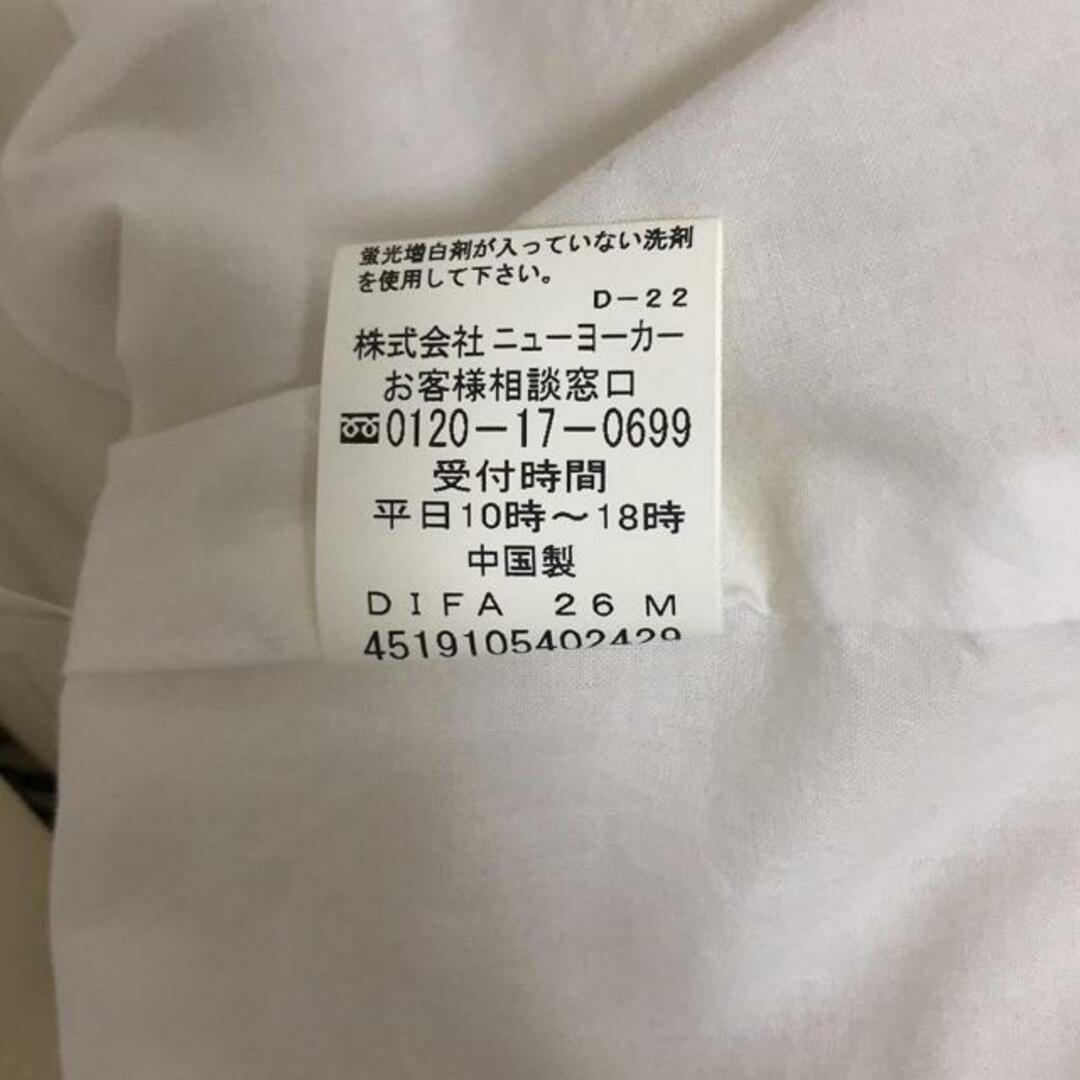 蛍光増白剤が入っていない洗剤
を使用して下さい。
D-22
株式会社 ニューヨーカー
お客様相談窓口
0120-17-0699
受付時間
平日10時~18時
中国製
DIFA 26 M
4519105402429